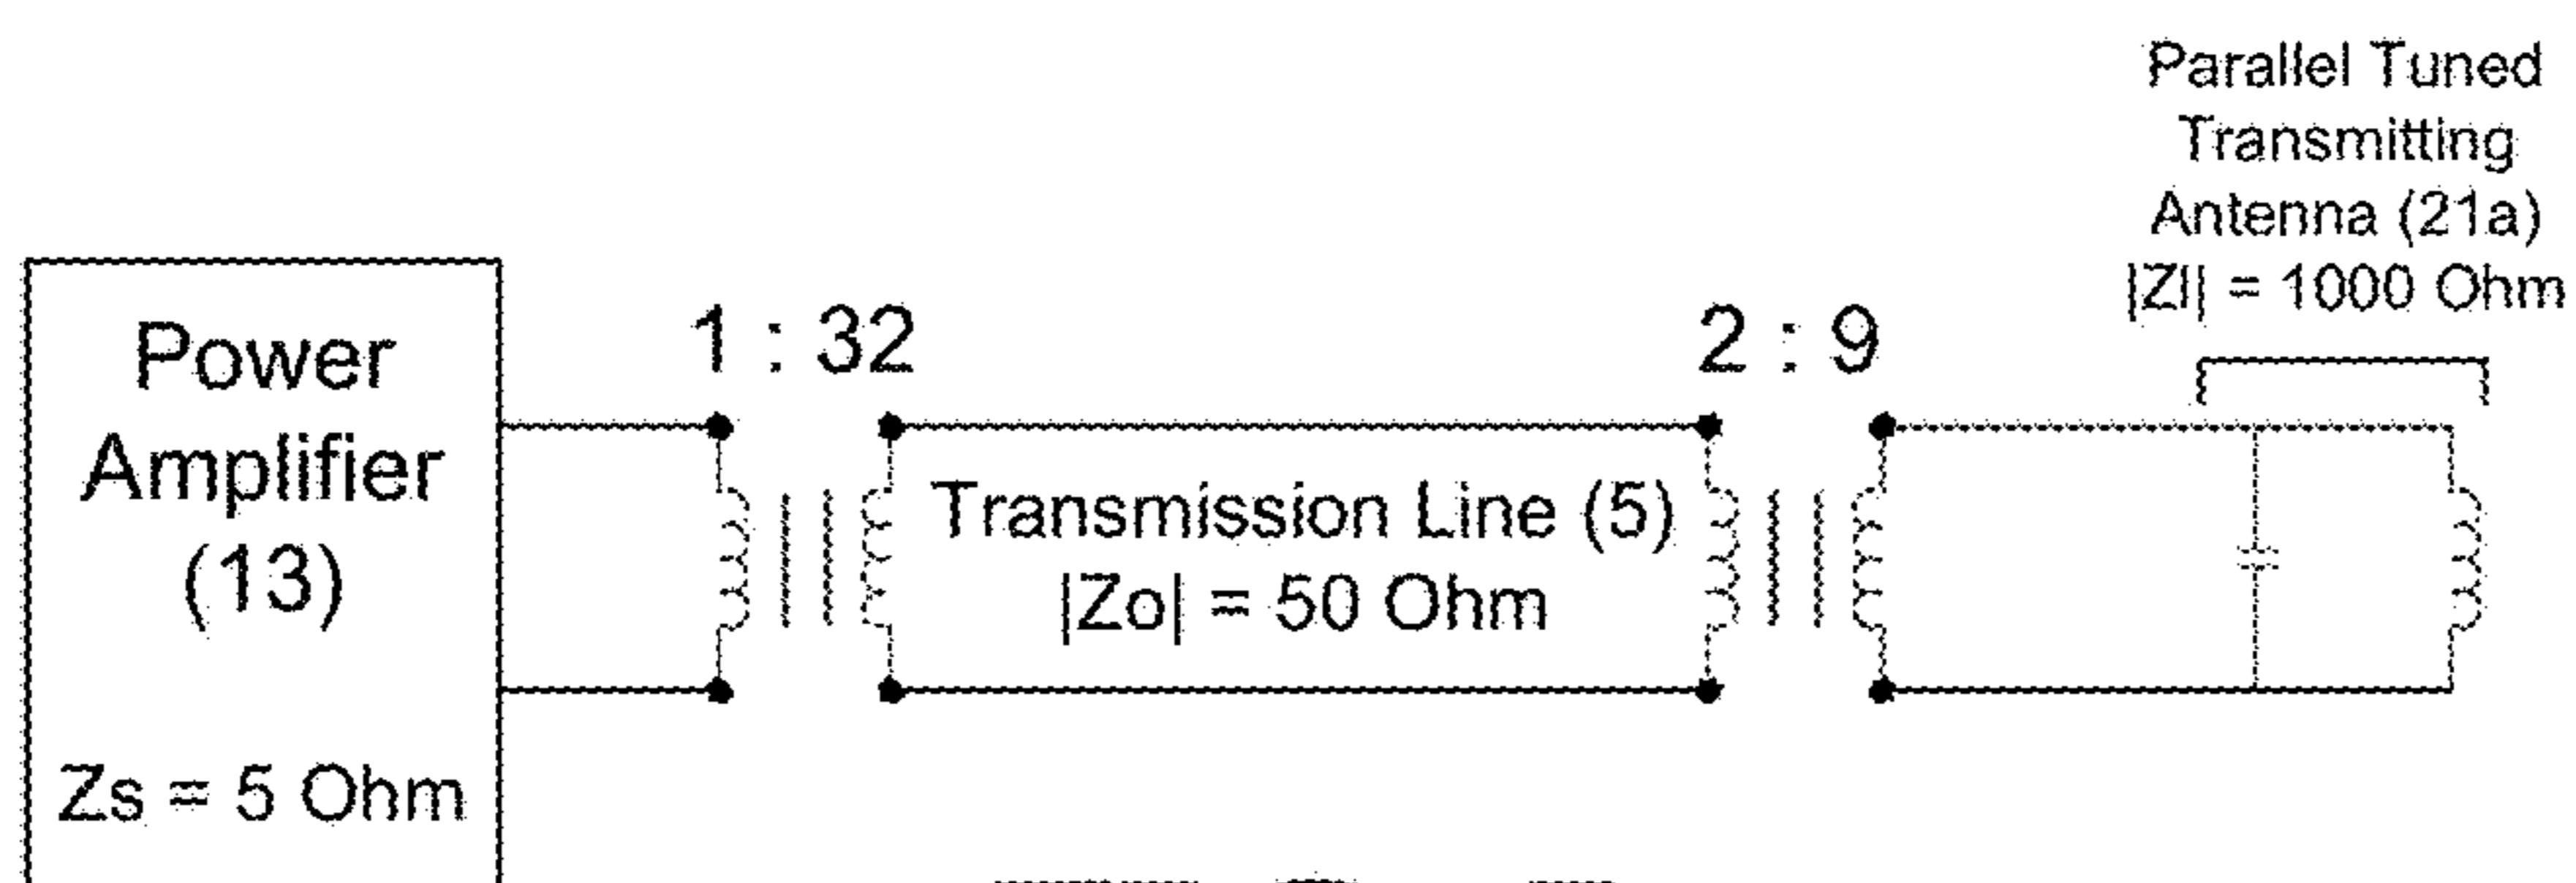 Parallel Tuned
Transmitting
Antenna (21a)
|Zl| = 1000 Ohm
1 : 32
2 : 9
Power
Amplifier
(13)
Zs = 5 Ohm
Transmission Line (5)
|Zo| = 50 Ohm